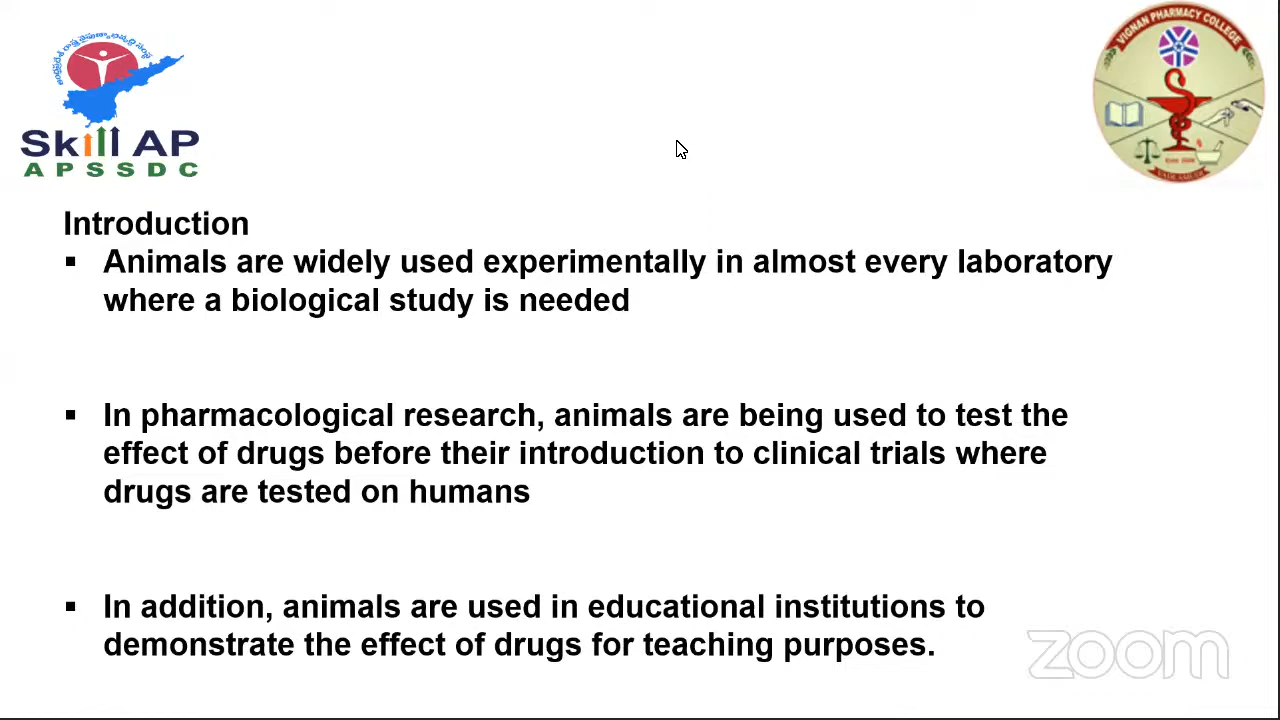 ఆంధ్రప్రదేశ్ రాష్ట్ర నైపుణ్యాభివృద్ధి సంస్థ
Skill AP
APSSDC
VIGNAN PHARMACY COLLEGE
VADLAMUDI
Introduction
▪ Animals are widely used experimentally in almost every laboratory
where a biological study is needed
▪ In pharmacological research, animals are being used to test the
effect of drugs before their introduction to clinical trials where
drugs are tested on humans
▪ In addition, animals are used in educational institutions to
demonstrate the effect of drugs for teaching purposes.
zoom